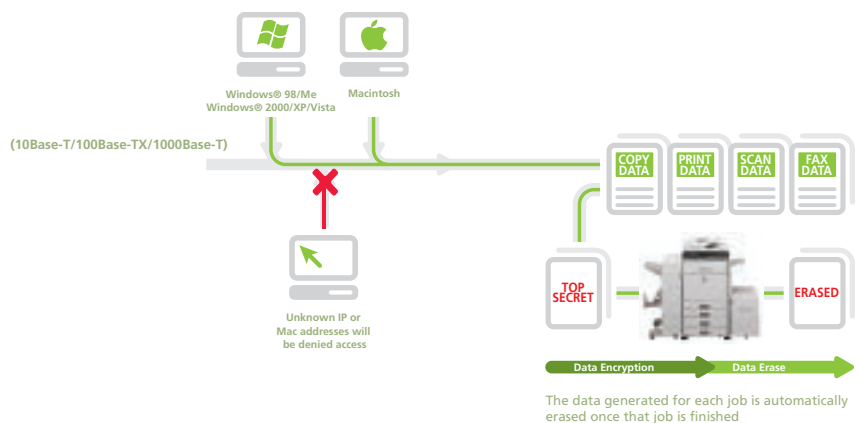 Windows® 98/Me
Windows® 2000/XP/Vista
Macintosh
(10Base-T/100Base-TX/1000Base-T)
COPY
DATA
PRINT
DATA
SCAN
DATA
FAX
DATA
Unknown IP or
Mac addresses will
be denied access
TOP
SECRET
ERASED
Data Encryption
Data Erase
The data generated for each job is automatically
erased once that job is finished